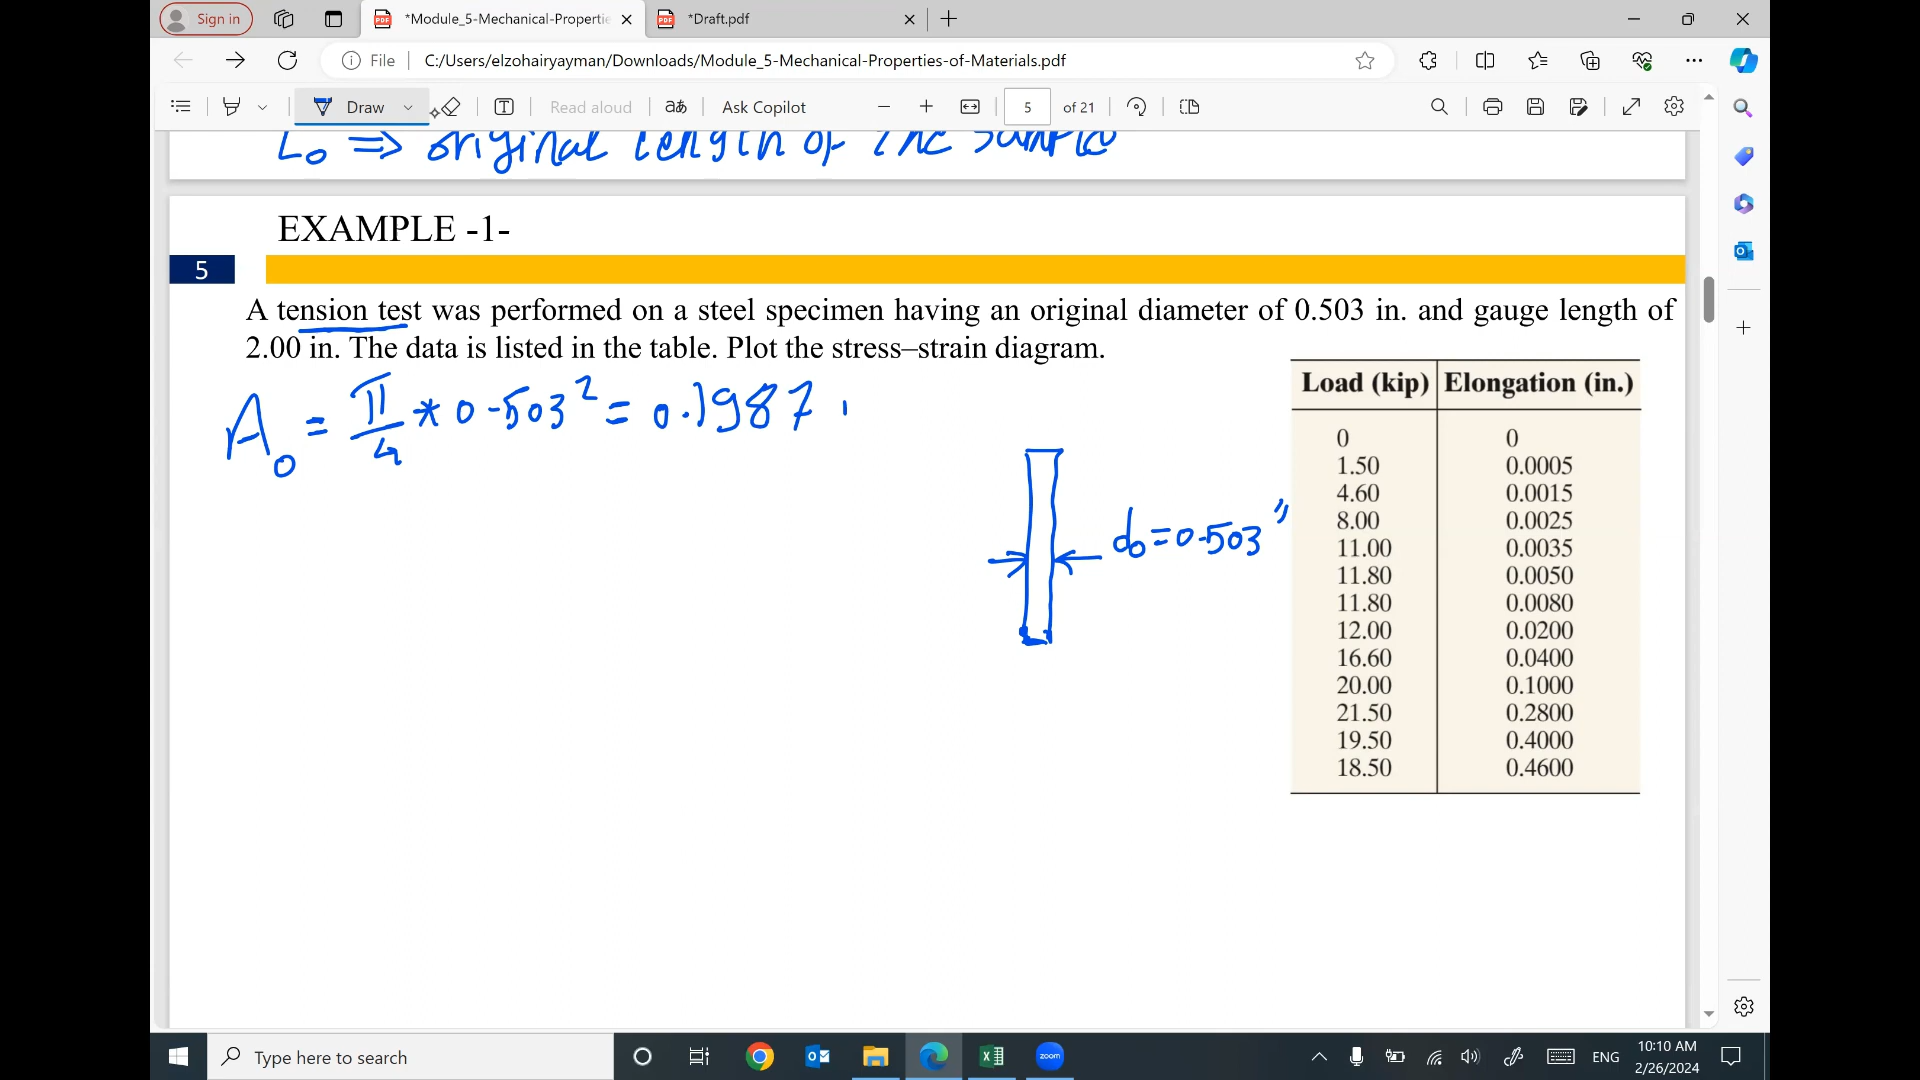 Sign in
*Module_5-Mechanical-Propertie
*Draft.pdf
File
C:/Users/elzohairyayman/Downloads/Module_5-Mechanical-Properties-of-Materials.pdf
Draw
Read aloud
aあ
Ask Copilot
5
of 21
L₀ ⇒ original length of the sample
EXAMPLE -1-
5
A tension test was performed on a steel specimen having an original diameter of 0.503 in. and gauge length of
2.00 in. The data is listed in the table. Plot the stress–strain diagram.
A₀ = π/4 * 0.503² = 0.1987
d₀ = 0.503"
Load (kip) Elongation (in.)
0 0
1.50 0.0005
4.60 0.0015
8.00 0.0025
11.00 0.0035
11.80 0.0050
11.80 0.0080
12.00 0.0200
16.60 0.0400
20.00 0.1000
21.50 0.2800
19.50 0.4000
18.50 0.4600
Type here to search
zoom
ENG
10:10 AM
2/26/2024